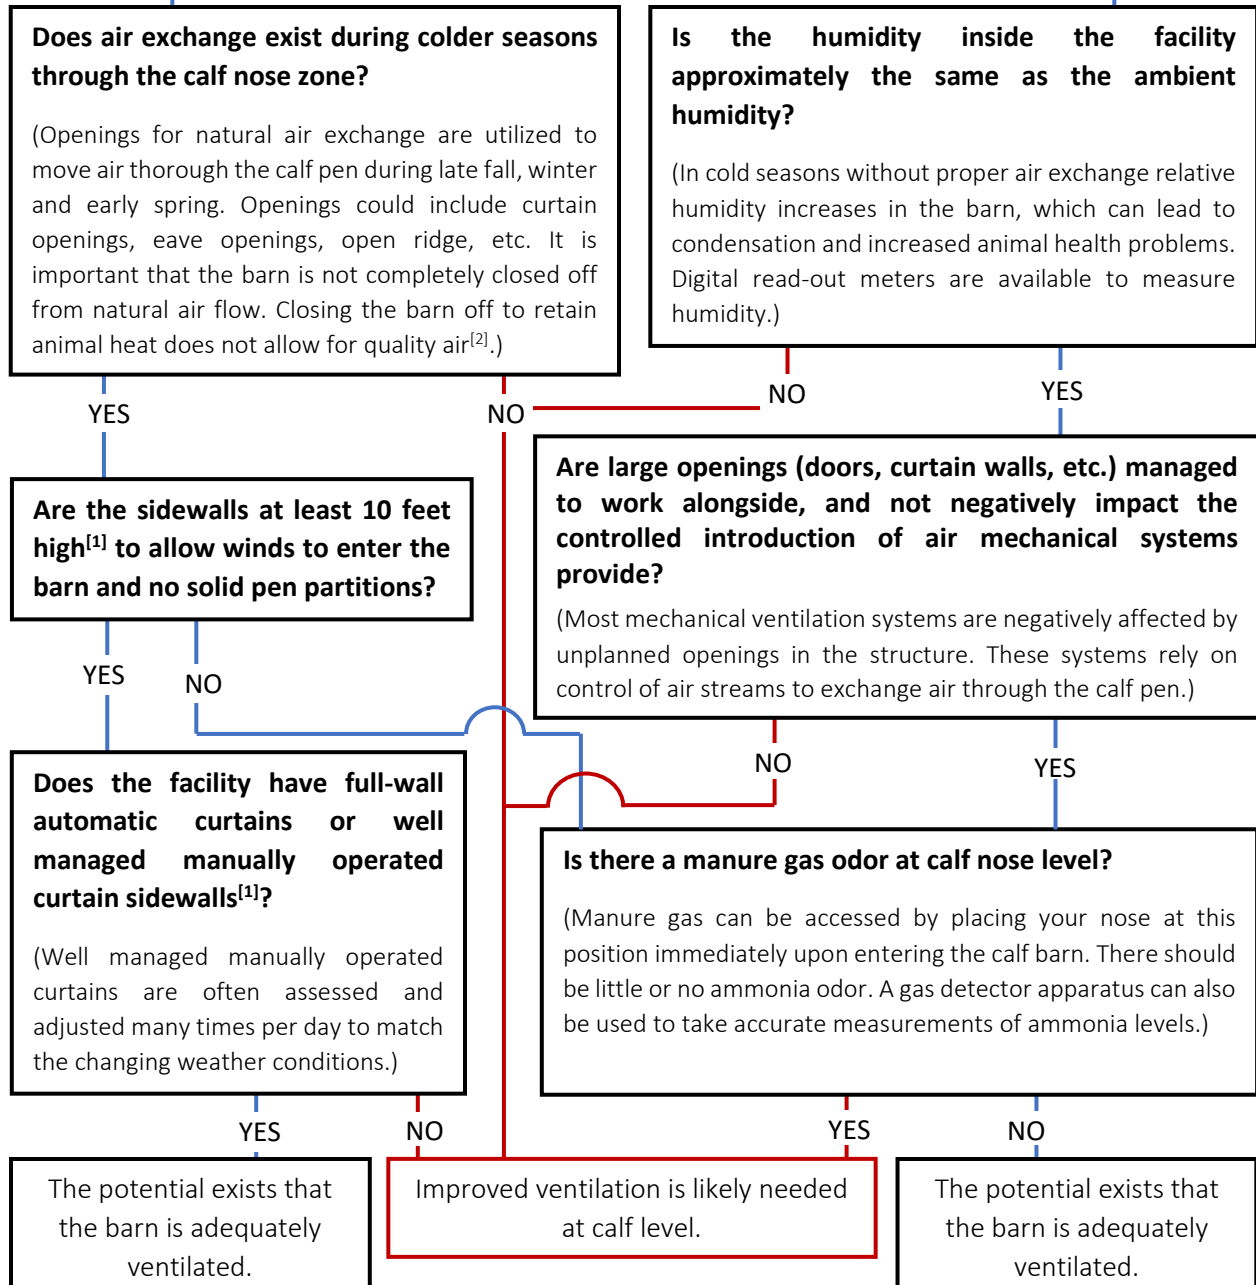 Does air exchange exist during colder seasons
through the calf nose zone?
(Openings for natural air exchange are utilized to
move air thorough the calf pen during late fall, winter
and early spring. Openings could include curtain
openings, eave openings, open ridge, etc. It is
important that the barn is not completely closed off
from natural air flow. Closing the barn off to retain
animal heat does not allow for quality air[2].)
Is the humidity inside the facility
approximately the same as the ambient
humidity?
(In cold seasons without proper air exchange relative
humidity increases in the barn, which can lead to
condensation and increased animal health problems.
Digital read-out meters are available to measure
humidity.)
YES
NO
NO
YES
Are the sidewalls at least 10 feet
high[1] to allow winds to enter the
barn and no solid pen partitions?
Are large openings (doors, curtain walls, etc.) managed
to work alongside, and not negatively impact the
controlled introduction of air mechanical systems
provide?
(Most mechanical ventilation systems are negatively affected by
unplanned openings in the structure. These systems rely on
control of air streams to exchange air through the calf pen.)
YES
NO
NO
YES
Does the facility have full-wall
automatic curtains or well
managed manually operated
curtain sidewalls[1]?
(Well managed manually operated
curtains are often assessed and
adjusted many times per day to match
the changing weather conditions.)
Is there a manure gas odor at calf nose level?
(Manure gas can be accessed by placing your nose at this
position immediately upon entering the calf barn. There should
be little or no ammonia odor. A gas detector apparatus can also
be used to take accurate measurements of ammonia levels.)
YES
NO
YES
NO
The potential exists that
the barn is adequately
ventilated.
Improved ventilation is likely needed
at calf level.
The potential exists that
the barn is adequately
ventilated.